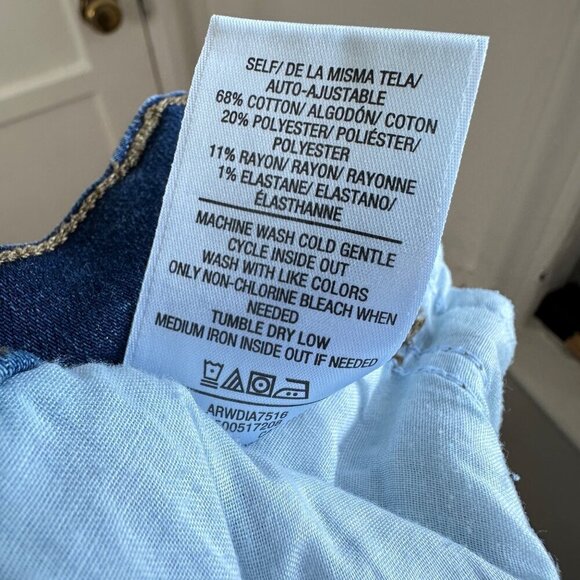 SELF/ DE LA MISMA TELA/
AUTO-AJUSTABLE
68% COTTON/ ALGODÓN/ COTON
20% POLYESTER/ POLIÉSTER/
POLYESTER
11% RAYON/ RAYON/ RAYONNE
1% ELASTANE/ ELASTANO/
ÉLASTHANNE
MACHINE WASH COLD GENTLE
CYCLE INSIDE OUT
WASH WITH LIKE COLORS
ONLY NON-CHLORINE BLEACH WHEN
NEEDED
TUMBLE DRY LOW
MEDIUM IRON INSIDE OUT IF NEEDED
ARWDIA7516